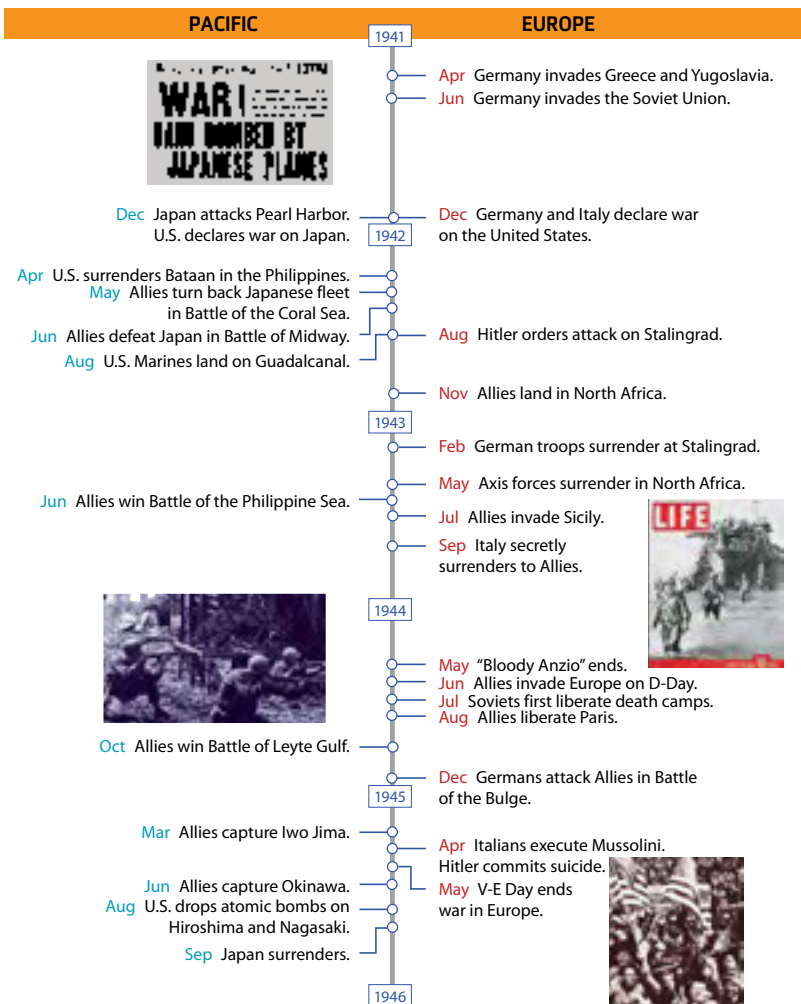 PACIFIC
EUROPE
1941
WAR!
BOMBED BY
JAPANESE PLANES
Apr Germany invades Greece and Yugoslavia.
Jun Germany invades the Soviet Union.
Dec Japan attacks Pearl Harbor.
U.S. declares war on Japan.
Dec Germany and Italy declare war
on the United States.
1942
Apr U.S. surrenders Bataan in the Philippines.
May Allies turn back Japanese fleet
in Battle of the Coral Sea.
Jun Allies defeat Japan in Battle of Midway.
Aug U.S. Marines land on Guadalcanal.
Aug Hitler orders attack on Stalingrad.
Nov Allies land in North Africa.
1943
Feb German troops surrender at Stalingrad.
May Axis forces surrender in North Africa.
Jun Allies win Battle of the Philippine Sea.
Jul Allies invade Sicily.
Sep Italy secretly
surrenders to Allies.
LIFE
1944
May “Bloody Anzio” ends.
Jun Allies invade Europe on D-Day.
Jul Soviets first liberate death camps.
Aug Allies liberate Paris.
Oct Allies win Battle of Leyte Gulf.
Dec Germans attack Allies in Battle
of the Bulge.
1945
Mar Allies capture Iwo Jima.
Apr Italians execute Mussolini.
Hitler commits suicide.
May V-E Day ends
war in Europe.
Jun Allies capture Okinawa.
Aug U.S. drops atomic bombs on
Hiroshima and Nagasaki.
Sep Japan surrenders.
1946